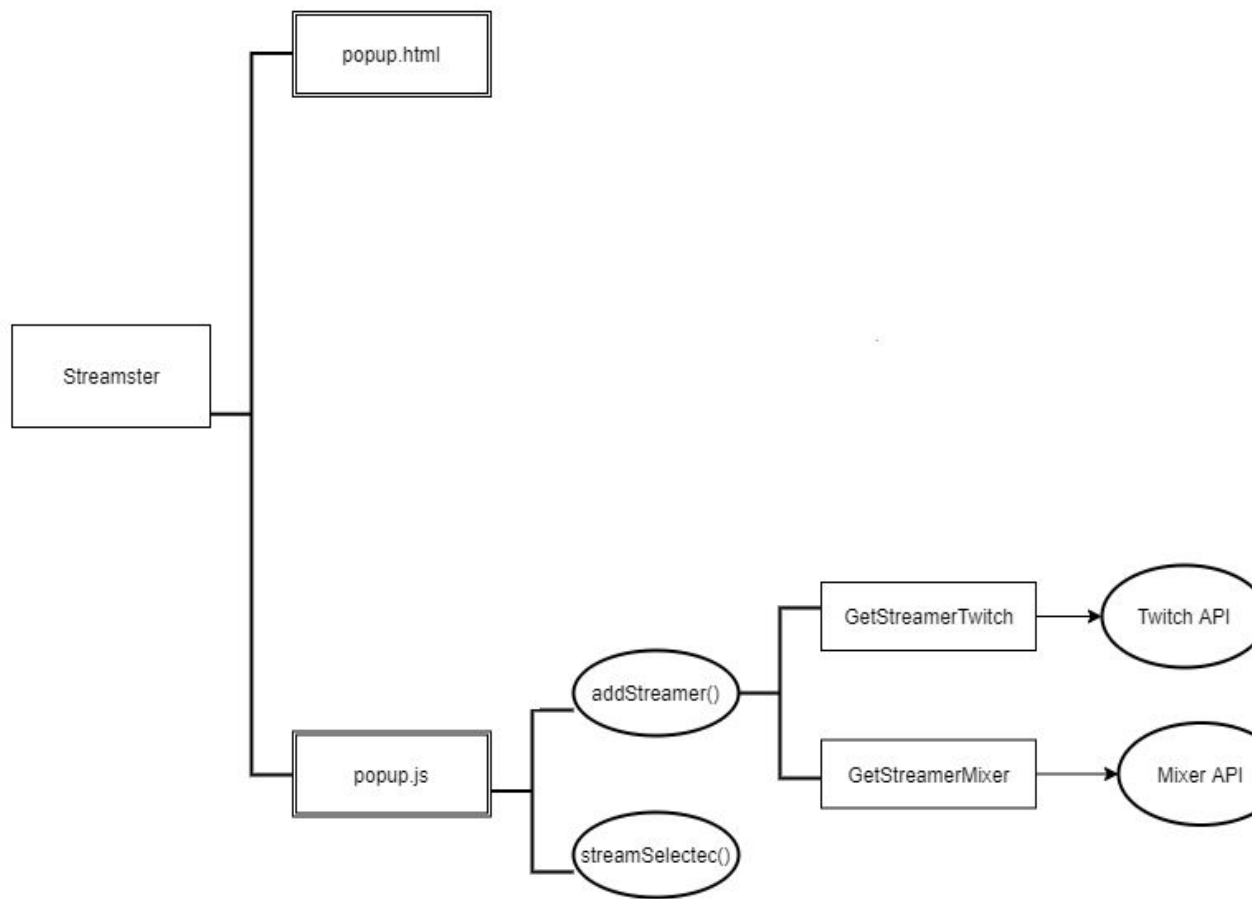 popup.html
Streamster
GetStreamerTwitch
Twitch API
addStreamer()
popup.js
GetStreamerMixer
Mixer API
streamSelectec()